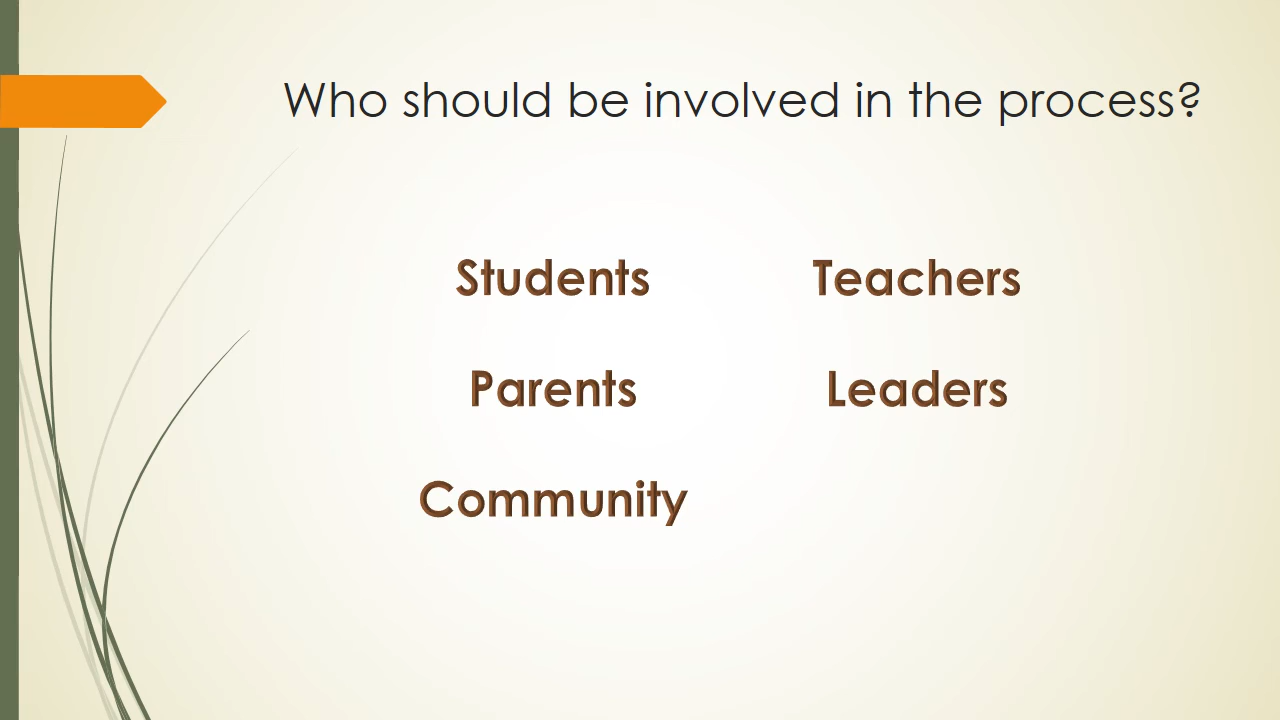 Who should be involved in the process?
Students Teachers
Parents Leaders
Community